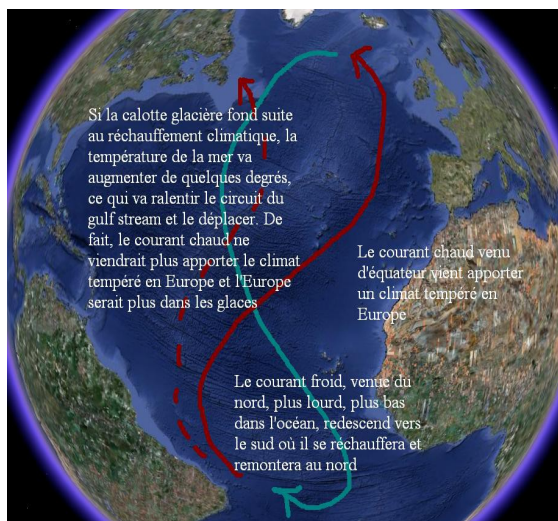 Si la calotte glacière fond suite
au réchauffement climatique, la
température de la mer va
augmenter de quelques degrés,
ce qui va ralentir le circuit du
gulf stream et le déplacer. De
fait, le courant chaud ne
viendrait plus apporter le climat
tempéré en Europe et l'Europe
serait plus dans les glaces
Le courant chaud venu
d'équateur vient apporter
un climat tempéré en
Europe
Le courant froid, venue du
nord, plus lourd, plus bas
dans l'océan, redescend vers
le sud où il se réchauffera et
remontera au nord